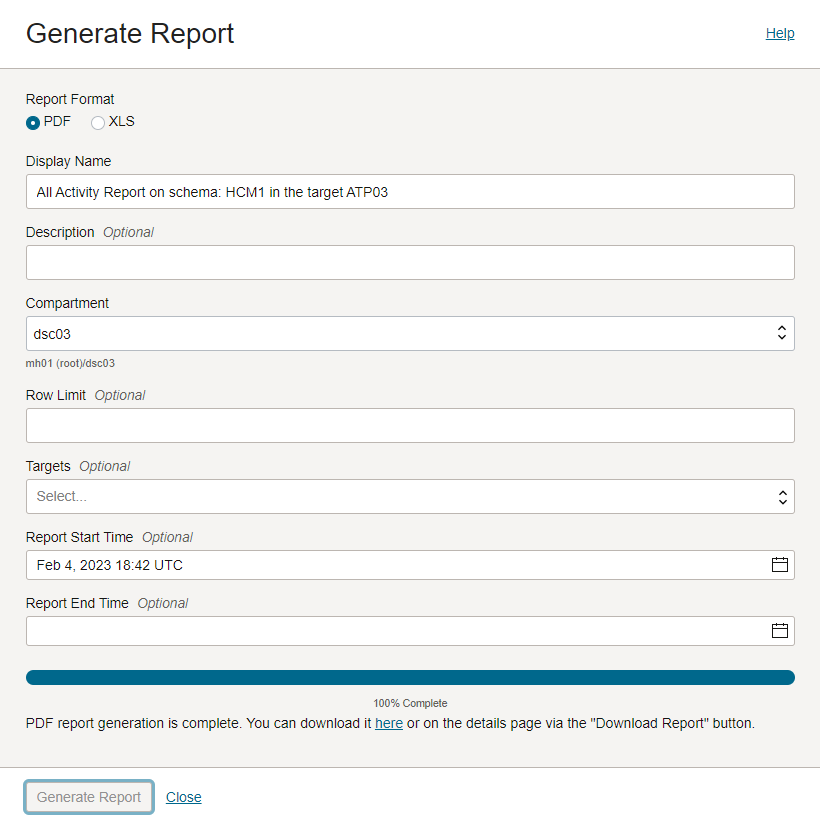 Generate Report
Help
Report Format
PDF XLS
Display Name
All Activity Report on schema: HCM1 in the target ATP03
Description Optional
Compartment
dsc03
mh01 (root)/dsc03
Row Limit Optional
Targets Optional
Select...
Report Start Time Optional
Feb 4, 2023 18:42 UTC
Report End Time Optional
100% Complete
PDF report generation is complete. You can download it here or on the details page via the "Download Report" button.
Generate Report Close